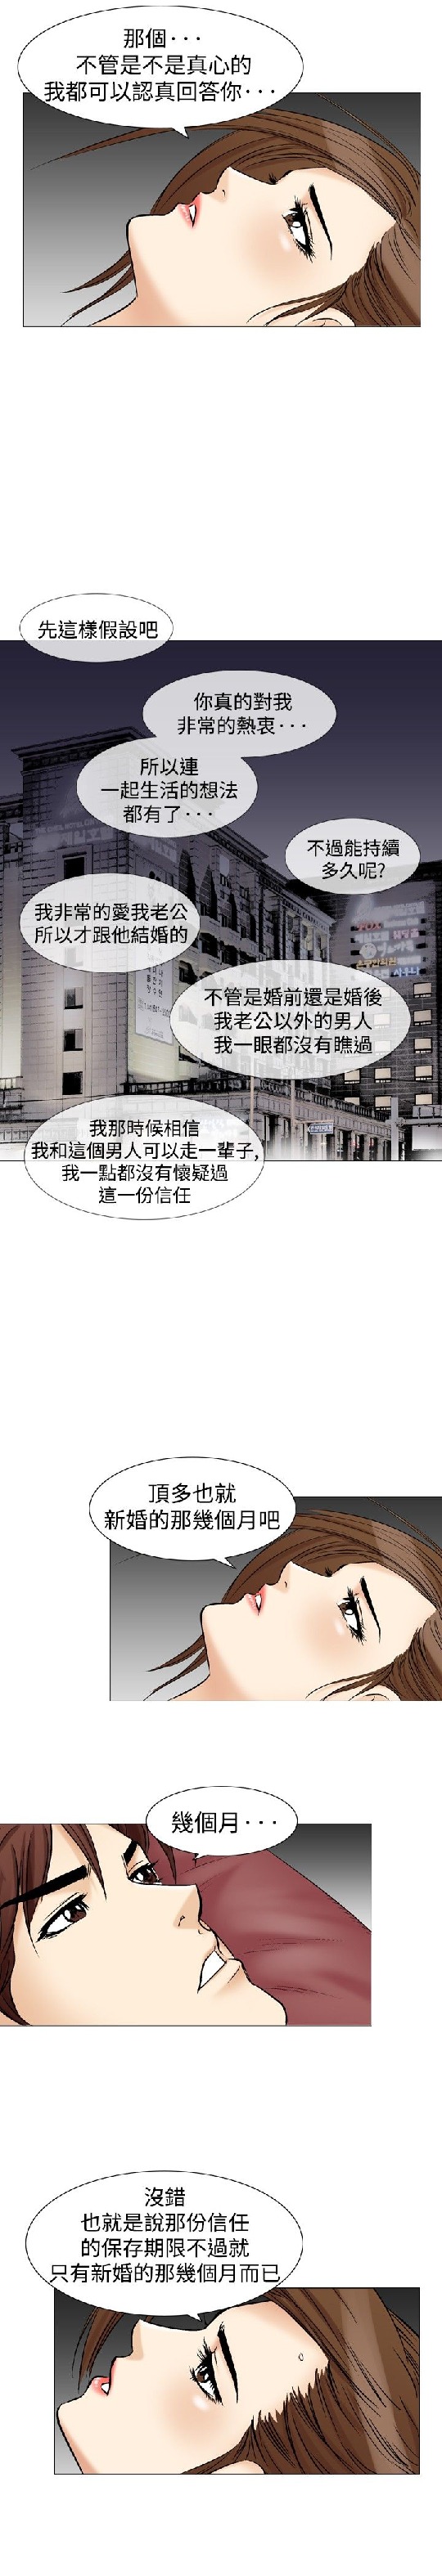 那個···
不管是不是真心的
我都可以認真回答你···
先這樣假設吧
你真的對我
非常的熱衷···
所以連
一起生活的想法
都有了···
不過能持續
多久呢?
我非常的愛我老公
所以才跟他結婚的
不管是婚前還是婚後
我老公以外的男人
我一眼都沒有瞧過
我那時候相信
我和這個男人可以走一輩子,
我一點都沒有懷疑過
這一份信任
頂多也就
新婚的那幾個月吧
幾個月···
沒錯
也就是說那份信任
的保存期限不過就
只有新婚的那幾個月而已